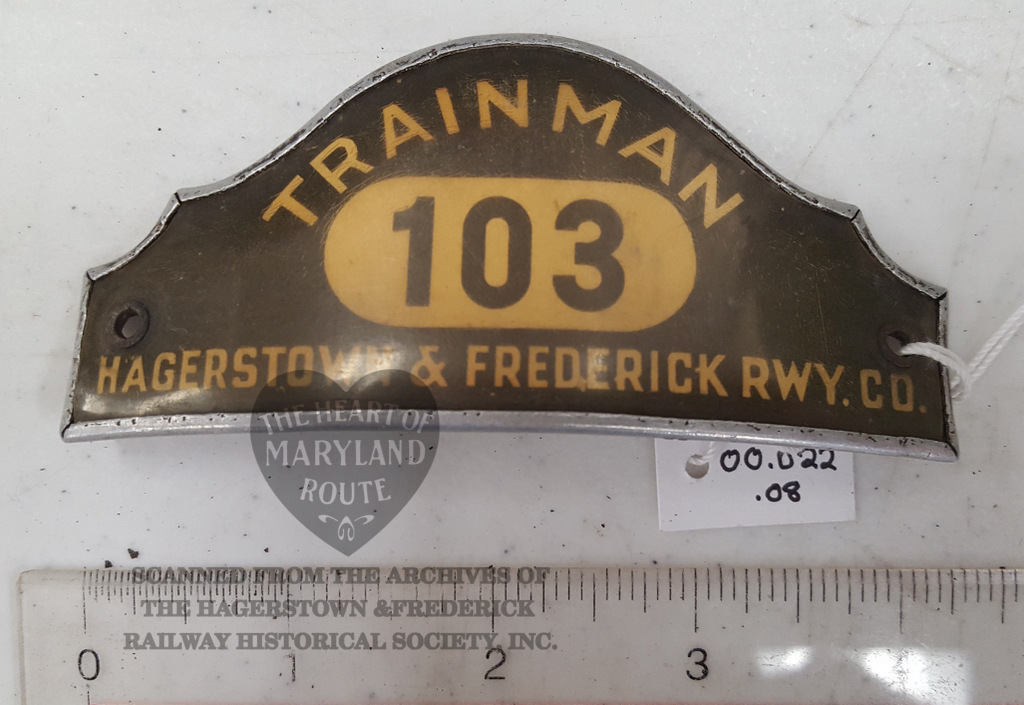 TRAINMAN
103
HAGERSTOWN & FREDERICK RWY. CO.
THE HEART OF
MARYLAND
ROUTE
00.022
.08
SCANNED FROM THE ARCHIVES OF
THE HAGERSTOWN &FREDERICK
RAILWAY HISTORICAL SOCIETY, INC.
0 1 2 3